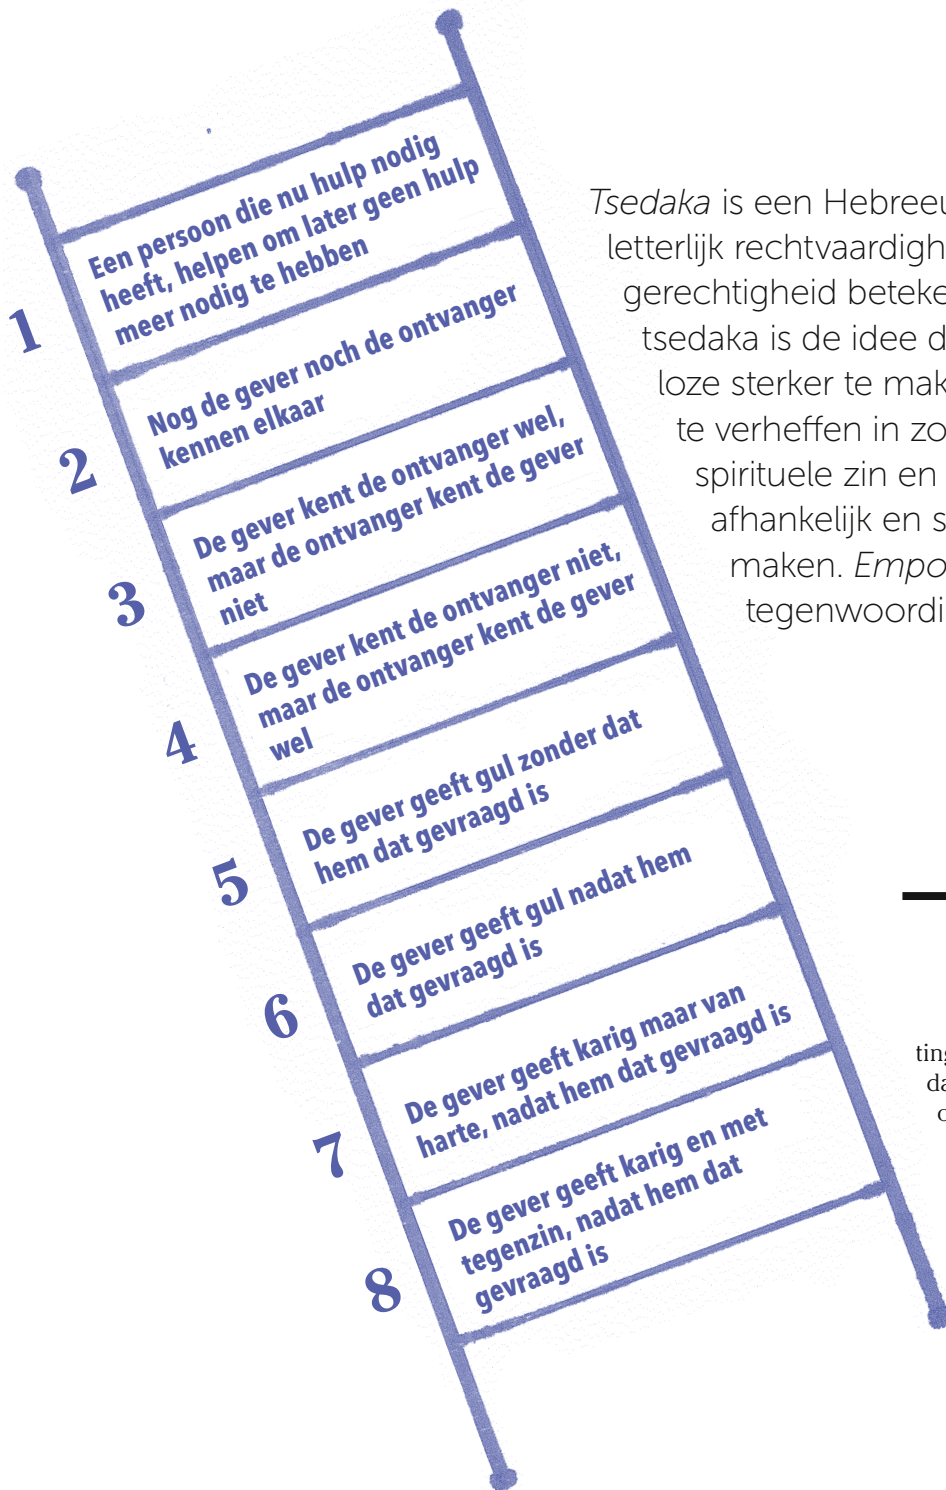 1
Een persoon die nu hulp nodig
heeft, helpen om later geen hulp
meer nodig te hebben
2
Nog de gever noch de ontvanger
kennen elkaar
3
De gever kent de ontvanger wel,
maar de ontvanger kent de gever
niet
4
De gever kent de ontvanger niet,
maar de ontvanger kent de gever
wel
5
De gever geeft gul zonder dat
hem dat gevraagd is
6
De gever geeft gul nadat hem
dat gevraagd is
7
De gever geeft karig maar van
harte, nadat hem dat gevraagd is
8
De gever geeft karig en met
tegenzin, nadat hem dat
gevraagd is
Tsedaka is een Hebreeu
letterlijk rechtvaardigh
gerechtigheid beteke
tsedaka is de idee d
loze sterker te mak
te verheffen in zo
spirituele zin en
afhankelijk en s
maken. Empo
tegenwoordi
ting
da
o